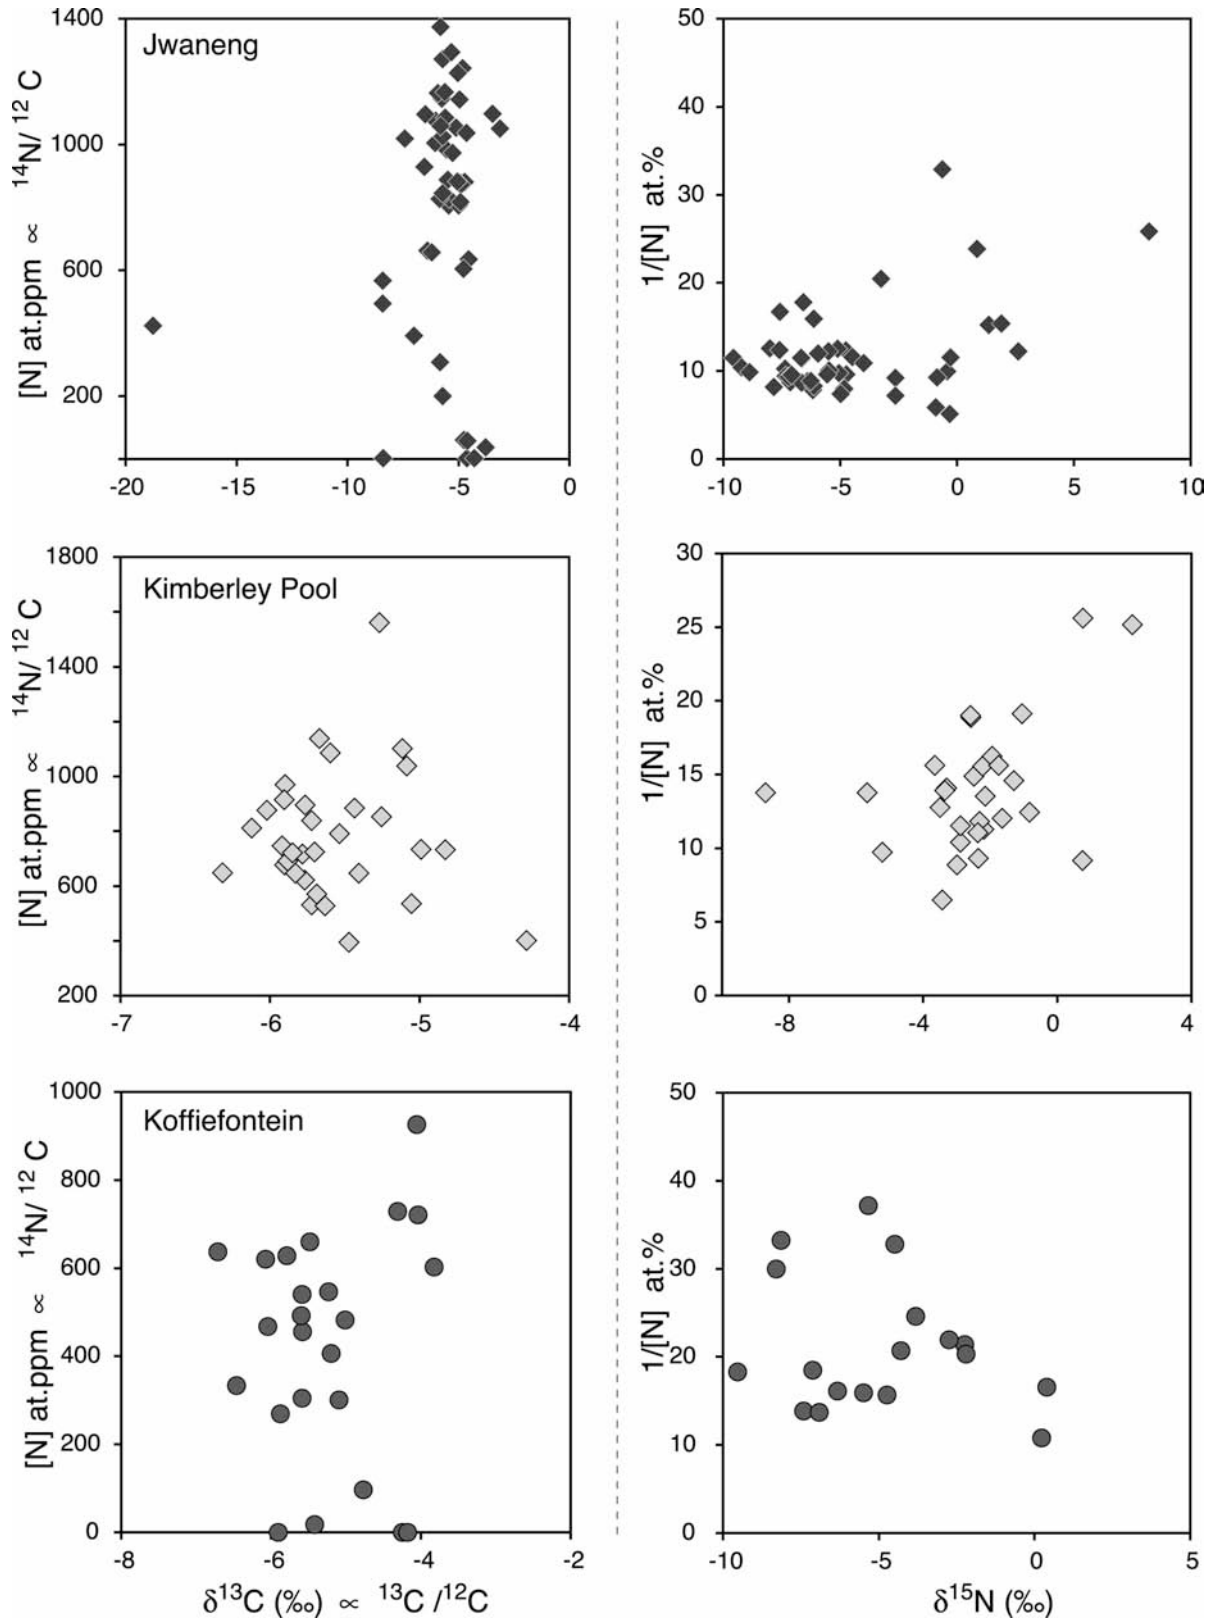 1400
1000
600
200
Jwaneng
[N] at.ppm ∝ ¹⁴N/ ¹² C
-20 -15 -10 -5 0
50
40
30
20
10
0
1/[N] at.%
-10 -5 0 5 10
1800
1400
1000
600
200
Kimberley Pool
[N] at.ppm ∝ ¹⁴N/ ¹² C
-7 -6 -5 -4
30
25
20
15
10
5
0
1/[N] at.%
-8 -4 0 4
1000
800
600
400
200
0
Koffiefontein
[N] at.ppm ∝ ¹⁴N/ ¹² C
-8 -6 -4 -2
δ¹³C (‰) ∝ ¹³C /¹²C
50
40
30
20
10
0
1/[N] at.%
-10 -5 0 5
δ¹⁵N (‰)